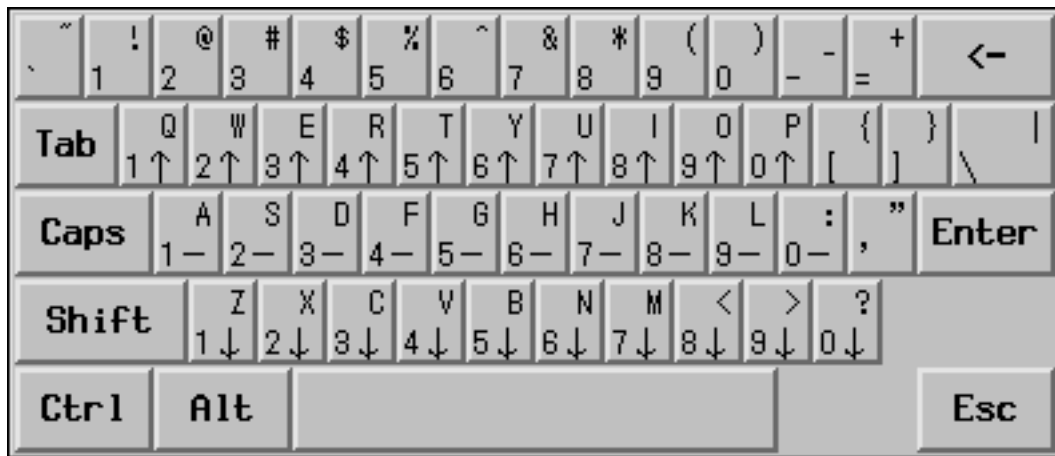 ~ ! @ # $ % ^ & * ( ) _ +
` 1 2 3 4 5 6 7 8 9 0 - = <-
Tab Q W E R T Y U I O P { } |
1↑ 2↑ 3↑ 4↑ 5↑ 6↑ 7↑ 8↑ 9↑ 0↑ [ ] \
Caps A S D F G H J K L : ” Enter
1– 2– 3– 4– 5– 6– 7– 8– 9– 0– ’
Shift Z X C V B N M < > ?
1↓ 2↓ 3↓ 4↓ 5↓ 6↓ 7↓ 8↓ 9↓ 0↓
Ctrl Alt Esc